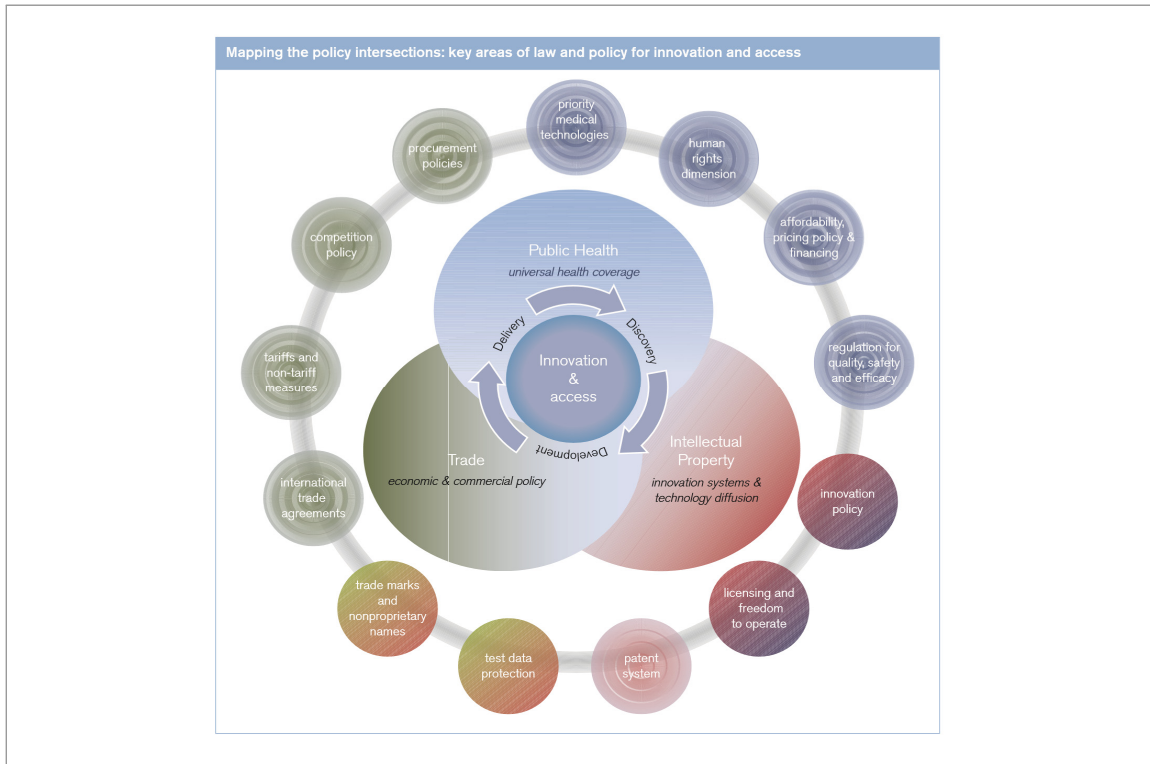 Mapping the policy intersections: key areas of law and policy for innovation and access
priority
medical
technologies
human
rights
dimension
affordability,
pricing policy &
financing
regulation for
quality, safety
and efficacy
innovation
policy
licensing and
freedom
to operate
patent
system
test data
protection
trade marks
and
nonproprietary
names
international
trade
agreements
tariffs and
non-tariff
measures
competition
policy
procurement
policies
Public Health
universal health coverage
Delivery
Discovery
Development
Innovation
&
access
Trade
economic & commercial policy
Intellectual
Property
innovation systems &
technology diffusion